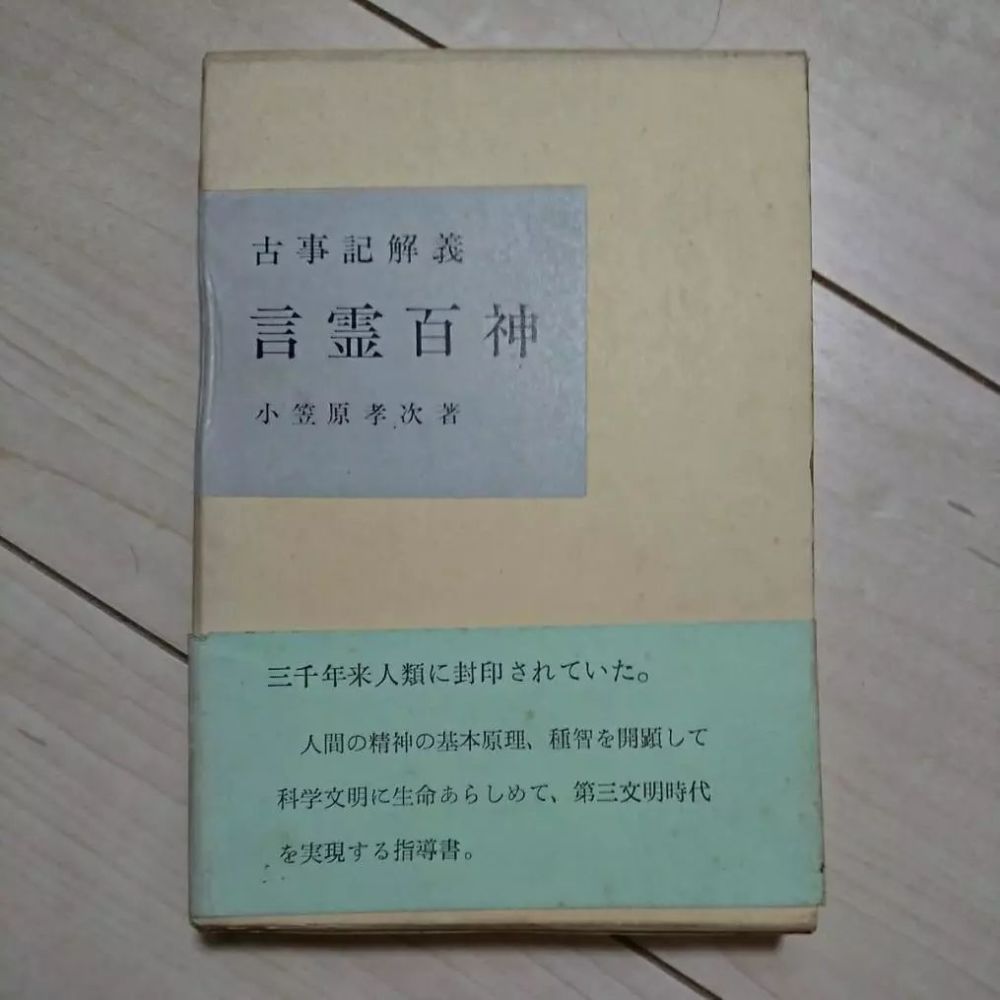 古事記解義
言霊百神
小笠原孝次著
三千年来人類に封印されていた。
人間の精神の基本原理、種智を開顕して
科学文明に生命あらしめて、第三文明時代
を実現する指導書。